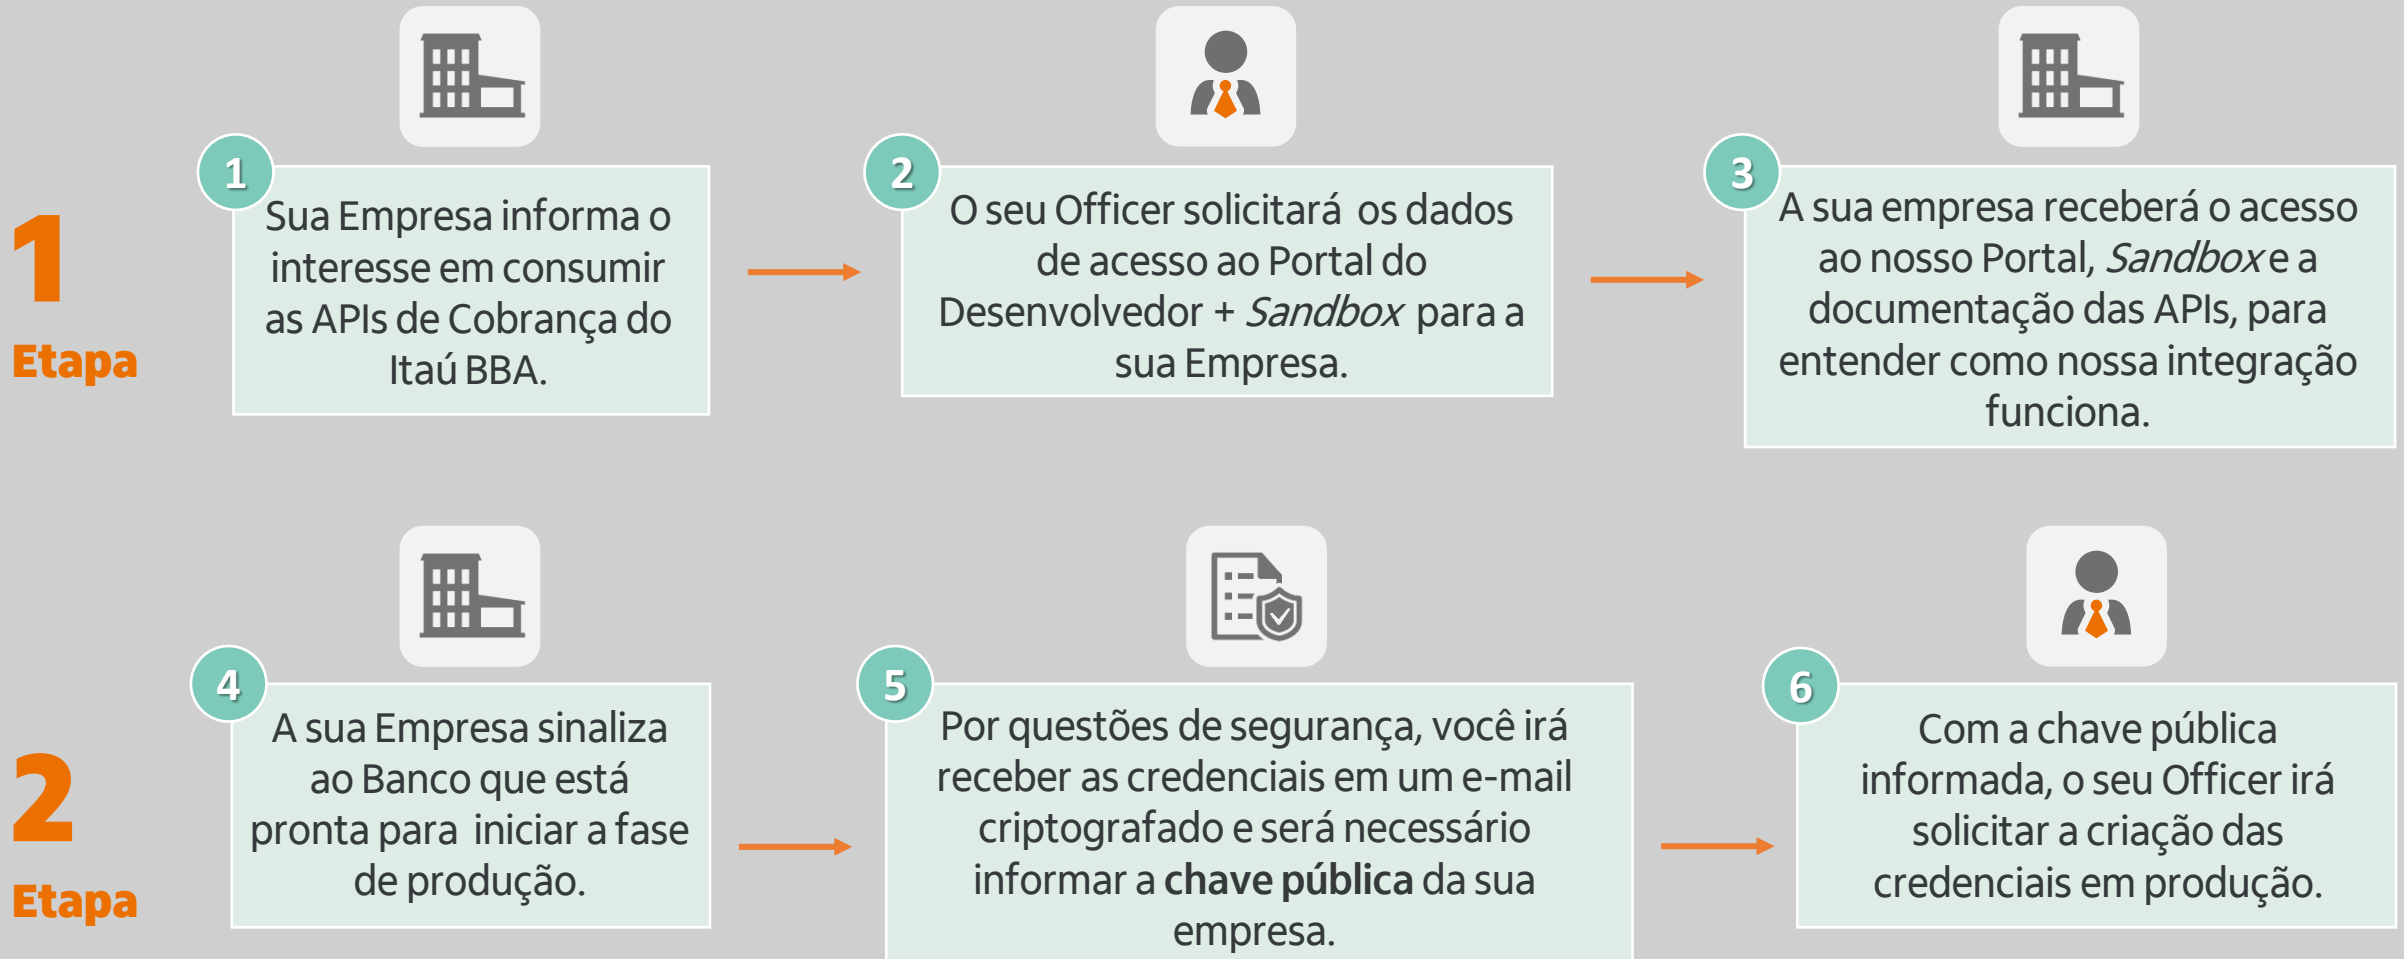 1
Etapa
1
Sua Empresa informa o
interesse em consumir
as APIs de Cobrança do
Itaú BBA.
2
O seu Officer solicitará os dados
de acesso ao Portal do
Desenvolvedor + Sandbox para a
sua Empresa.
3
A sua empresa receberá o acesso
ao nosso Portal, Sandbox e a
documentação das APIs, para
entender como nossa integração
funciona.
2
Etapa
4
A sua Empresa sinaliza
ao Banco que está
pronta para iniciar a fase
de produção.
5
Por questões de segurança, você irá
receber as credenciais em um e-mail
criptografado e será necessário
informar a chave pública da sua
empresa.
6
Com a chave pública
informada, o seu Officer irá
solicitar a criação das
credenciais em produção.